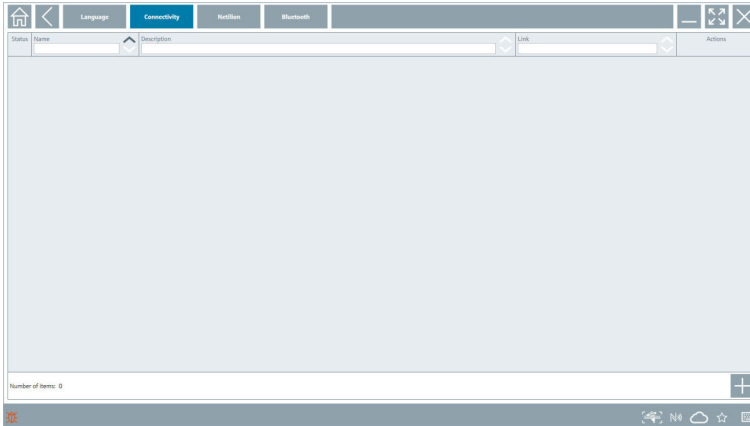 Language Connectivity Netilion Bluetooth
Status Name Description Link Actions
Number of items: 0